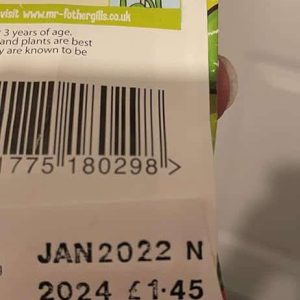 visit www.mr-fothergills.co.uk
3 years of age.
and plants are best
y are known to be
1775 180298 >
JAN2022 N
2024 £1.45